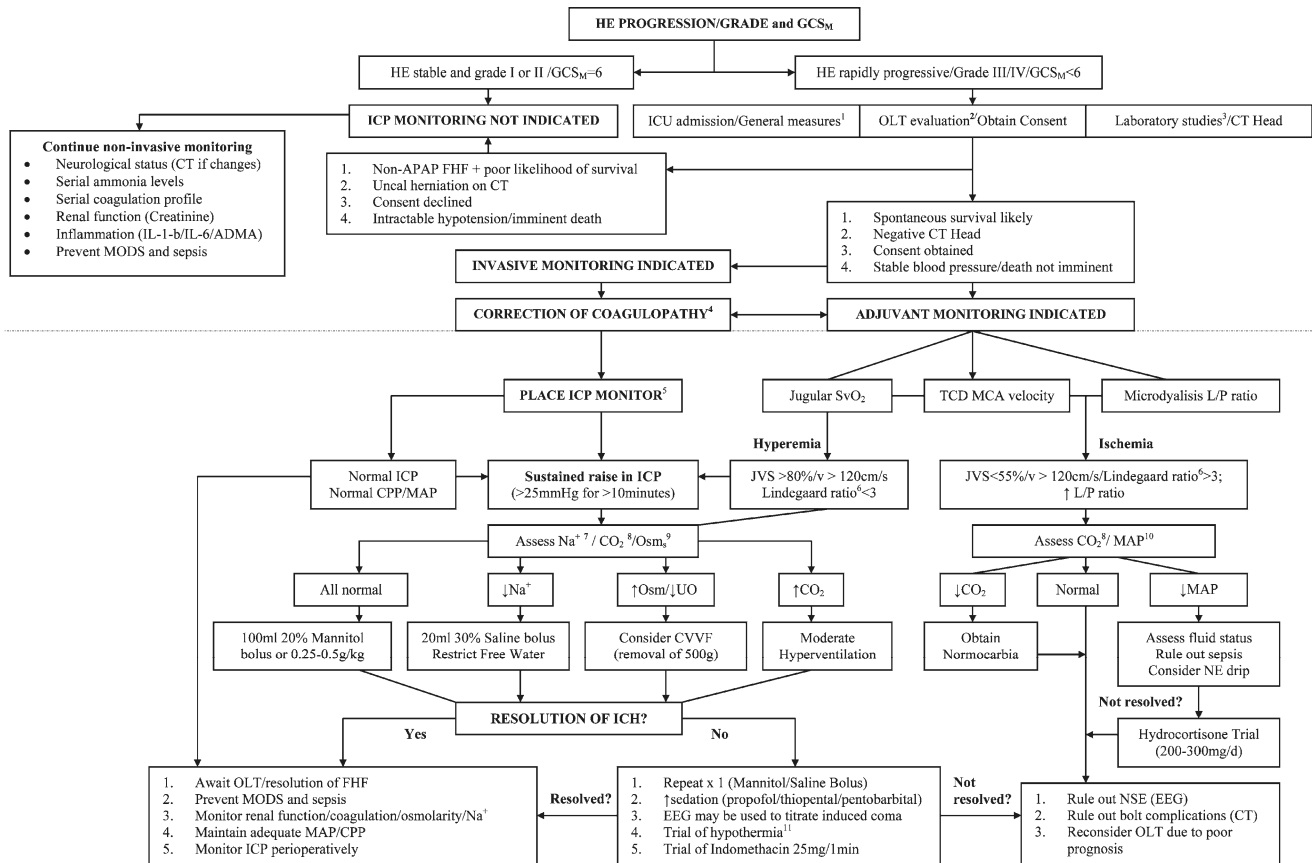 HE PROGRESSION/GRADE and GCSM
HE stable and grade I or II /GCSM=6
HE rapidly progressive/Grade III/IV/GCSM<6
ICP MONITORING NOT INDICATED
ICU admission/General measures1
OLT evaluation2/Obtain Consent
Laboratory studies3/CT Head
Continue non-invasive monitoring
• Neurological status (CT if changes)
• Serial ammonia levels
• Serial coagulation profile
• Renal function (Creatinine)
• Inflammation (IL-1-b/IL-6/ADMA)
• Prevent MODS and sepsis
1. Non-APAP FHF + poor likelihood of survival
2. Uncal herniation on CT
3. Consent declined
4. Intractable hypotension/imminent death
1. Spontaneous survival likely
2. Negative CT Head
3. Consent obtained
4. Stable blood pressure/death not imminent
INVASIVE MONITORING INDICATED
CORRECTION OF COAGULOPATHY4
ADJUVANT MONITORING INDICATED
PLACE ICP MONITOR5
Jugular SvO2
TCD MCA velocity
Microdyalisis L/P ratio
Hyperemia
Ischemia
Normal ICP
Normal CPP/MAP
Sustained raise in ICP
(>25mmHg for >10minutes)
JVS >80%/v > 120cm/s
Lindegaard ratio6<3
JVS<55%/v > 120cm/s/Lindegaard ratio6>3;
↑ L/P ratio
Assess Na+ 7 / CO2 8/Osms9
Assess CO28/ MAP10
All normal
↓Na+
↑Osm/↓UO
↑CO2
↓CO2
Normal
↓MAP
100ml 20% Mannitol
bolus or 0.25-0.5g/kg
20ml 30% Saline bolus
Restrict Free Water
Consider CVVF
(removal of 500g)
Moderate
Hyperventilation
Obtain
Normocarbia
Assess fluid status
Rule out sepsis
Consider NE drip
Not resolved?
RESOLUTION OF ICH?
Yes
No
Hydrocortisone Trial
(200-300mg/d)
1. Await OLT/resolution of FHF
2. Prevent MODS and sepsis
3. Monitor renal function/coagulation/osmolarity/Na+
4. Maintain adequate MAP/CPP
5. Monitor ICP perioperatively
Resolved?
1. Repeat x 1 (Mannitol/Saline Bolus)
2. ↑sedation (propofol/thiopental/pentobarbital)
3. EEG may be used to titrate induced coma
4. Trial of hypothermia11
5. Trial of Indomethacin 25mg/1min
Not
resolved?
1. Rule out NSE (EEG)
2. Rule out bolt complications (CT)
3. Reconsider OLT due to poor
prognosis